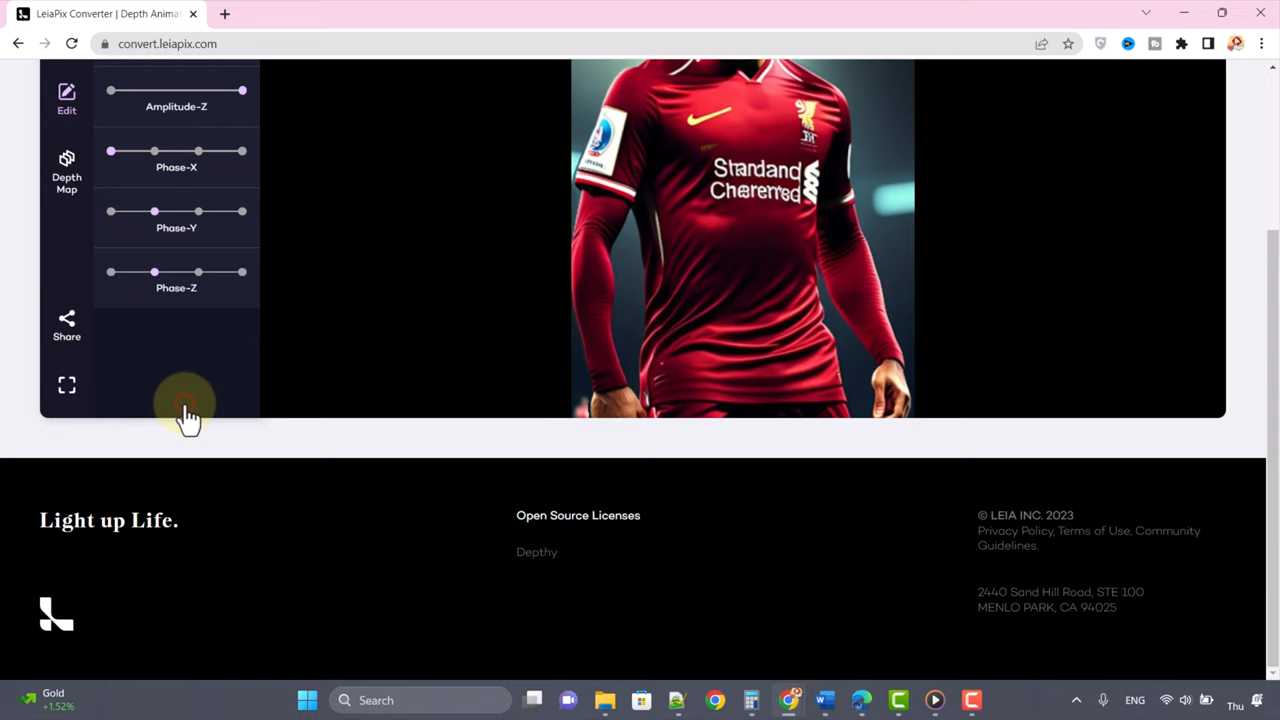 LeiaPix Converter | Depth Animat
convert.leiapix.com
Edit
Depth
Map
Share
Amplitude-Z
Phase-X
Phase-Y
Phase-Z
Light up Life.
Open Source Licenses
Depthy
© LEIA INC. 2023
Privacy Policy, Terms of Use, Community
Guidelines.
2440 Sand Hill Road, STE 100
MENLO PARK, CA 94025
Gold
+1.52%
Search
ENG
Thu